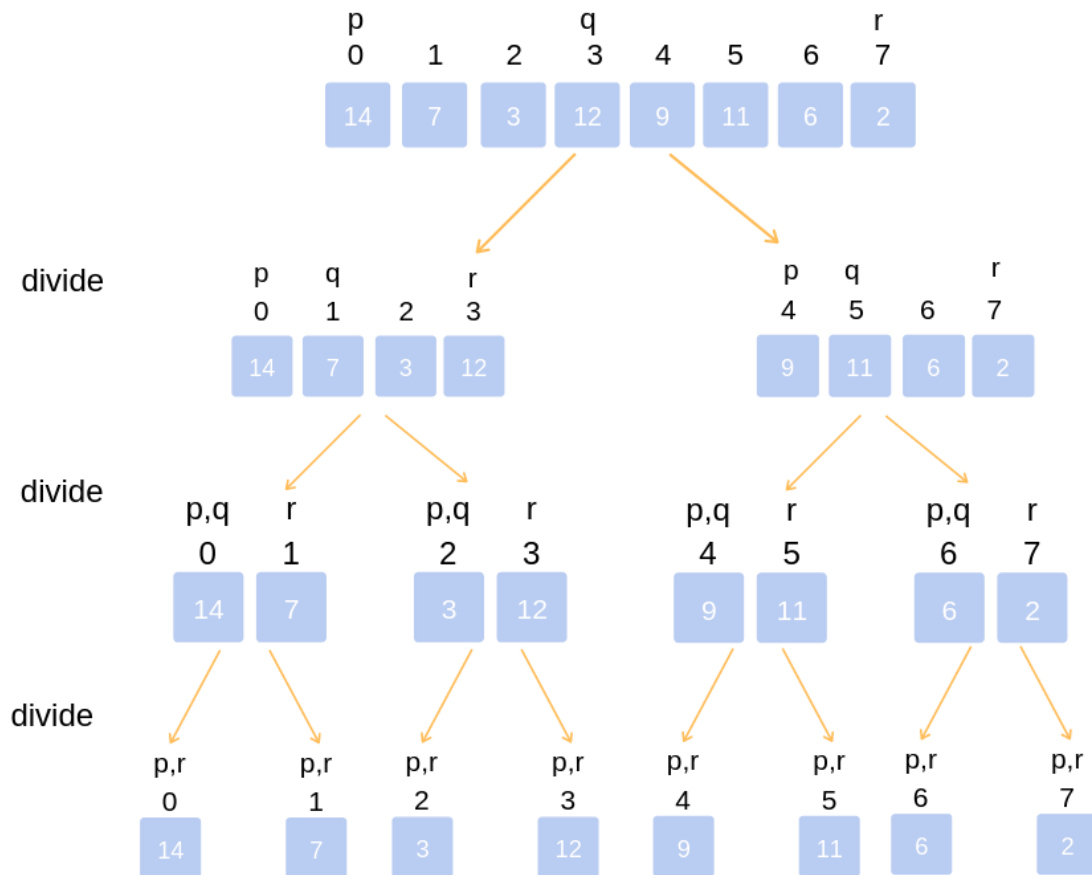 p q r
0 1 2 3 4 5 6 7
14 7 3 12 9 11 6 2
divide
p q r p q r
0 1 2 3 4 5 6 7
14 7 3 12 9 11 6 2
divide
p,q r p,q r p,q r p,q r
0 1 2 3 4 5 6 7
14 7 3 12 9 11 6 2
divide
p,r p,r p,r p,r p,r p,r p,r p,r
0 1 2 3 4 5 6 7
14 7 3 12 9 11 6 2